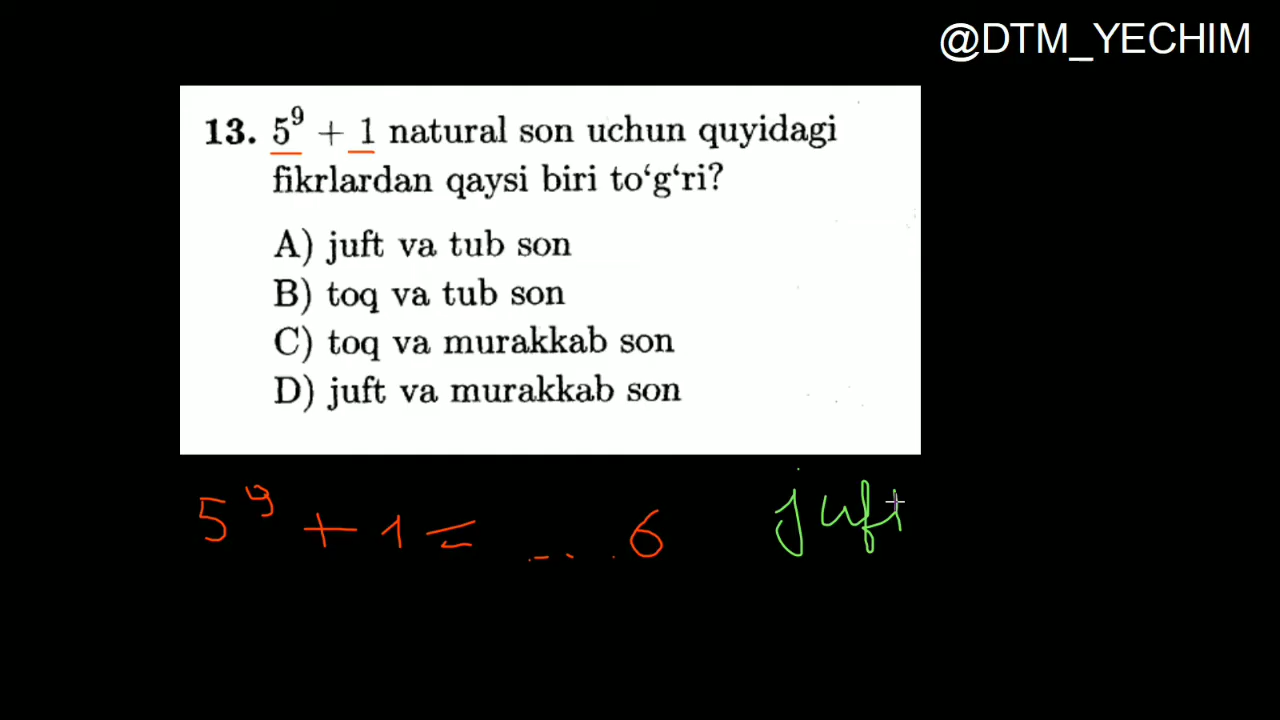 @DTM_YECHIM
13. 5⁹ + 1 natural son uchun quyidagi
fikrlardan qaysi biri to‘g‘ri?
A) juft va tub son
B) toq va tub son
C) toq va murakkab son
D) juft va murakkab son
5⁹ + 1 = ... 6 juft